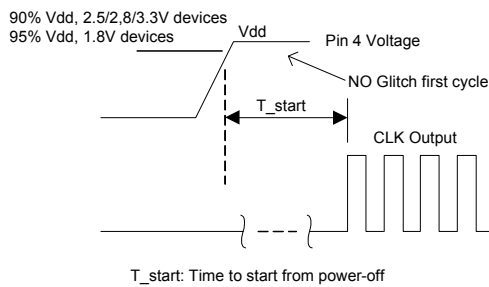 90% Vdd, 2.5/2,8/3.3V devices
95% Vdd, 1.8V devices
Vdd
Pin 4 Voltage
NO Glitch first cycle
T_start
CLK Output
T_start: Time to start from power-off